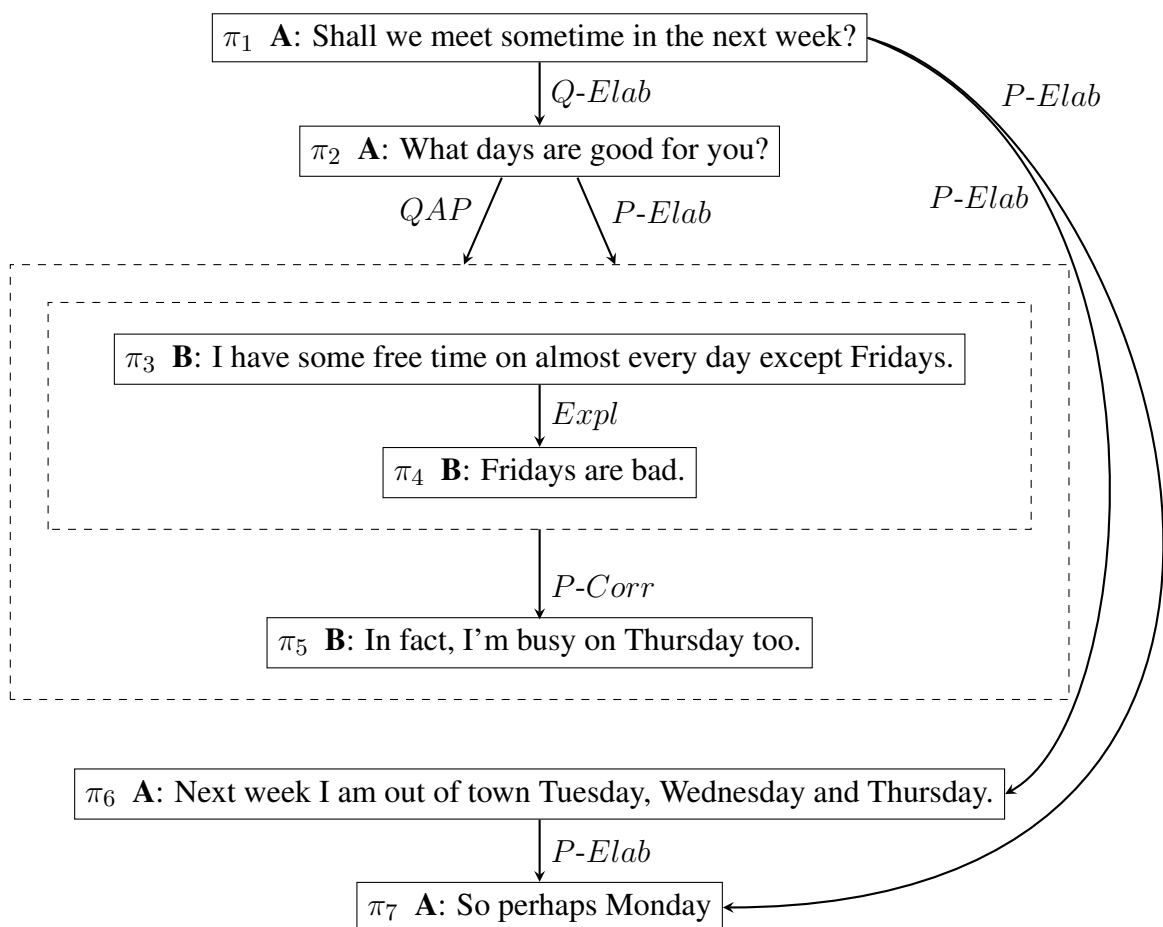 π1 A: Shall we meet sometime in the next week?
Q-Elab
P-Elab
π2 A: What days are good for you?
P-Elab
QAP
P-Elab
π3 B: I have some free time on almost every day except Fridays.
Expl
π4 B: Fridays are bad.
P-Corr
π5 B: In fact, I'm busy on Thursday too.
π6 A: Next week I am out of town Tuesday, Wednesday and Thursday.
P-Elab
π7 A: So perhaps Monday